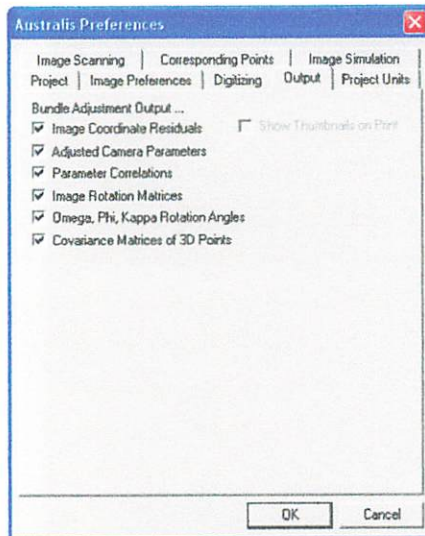 Australis Preferences
Image Scanning
Corresponding Points
Image Simulation
Project
Image Preferences
Digitizing
Output
Project Units
Bundle Adjustment Output ...
Image Coordinate Residuals
Show Thumbnails on Print
Adjusted Camera Parameters
Parameter Correlations
Image Rotation Matrices
Omega, Phi, Kappa Rotation Angles
Covariance Matrices of 3D Points
OK
Cancel